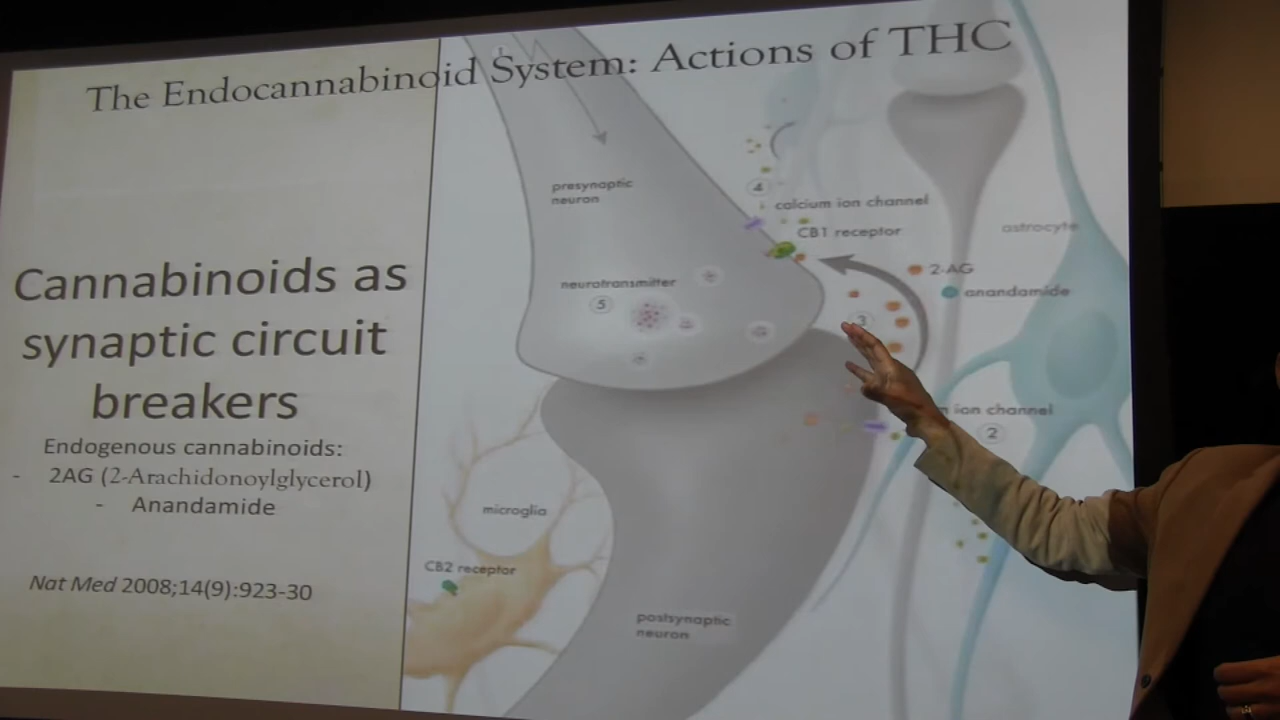 The Endocannabinoid System: Actions of THC
Cannabinoids as
synaptic circuit
breakers
Endogenous cannabinoids:
- 2AG (2-Arachidonoylglycerol)
- Anandamide
Nat Med 2008;14(9):923-30
presynaptic
neuron
4
calcium ion channel
CB1 receptor
astrocyte
2-AG
anandamide
neurotransmitter
5
3
ion channel
2
microglia
CB2 receptor
postsynaptic
neuron